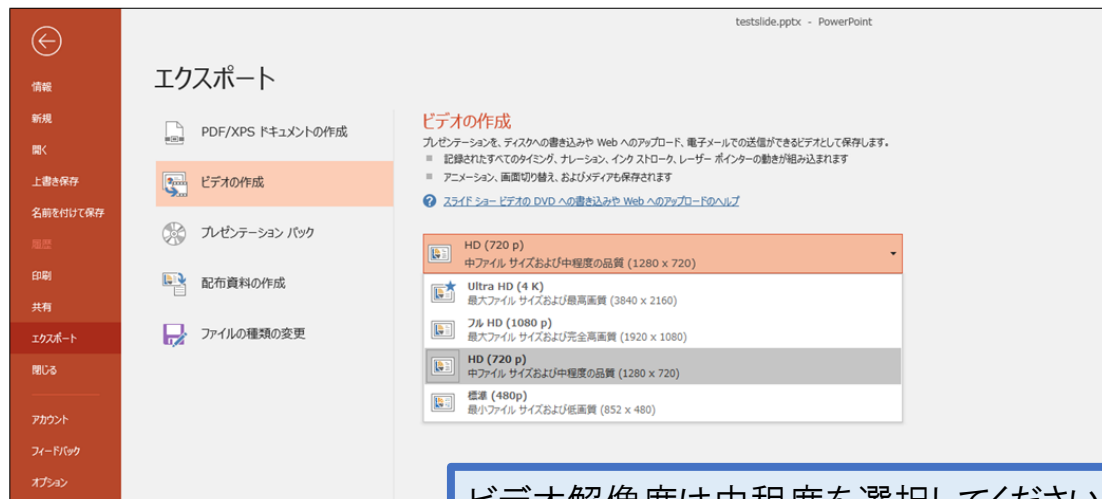 testslide.pptx - PowerPoint
情報
新規
開く
上書き保存
名前を付けて保存
履歴
印刷
共有
エクスポート
閉じる
アカウント
フィードバック
オプション
エクスポート
PDF/XPS ドキュメントの作成
ビデオの作成
プレゼンテーション パック
配布資料の作成
ファイルの種類の変更
ビデオの作成
プレゼンテーションを、ディスクへの書き込みや Web へのアップロード、電子メールでの送信ができるビデオとして保存します。
記録されたすべてのタイミング、ナレーション、インク ストローク、レーザー ポインターの動きが組み込まれます
アニメーション、画面切り替え、およびメディアも保存されます
スライド ショー ビデオの DVD への書き込みや Web へのアップロードのヘルプ
HD (720 p)
中ファイル サイズおよび中程度の品質 (1280 x 720)
Ultra HD (4 K)
最大ファイル サイズおよび最高画質 (3840 x 2160)
フル HD (1080 p)
最大ファイル サイズおよび完全高画質 (1920 x 1080)
HD (720 p)
中ファイル サイズおよび中程度の品質 (1280 x 720)
標準 (480p)
最小ファイル サイズおよび低画質 (852 x 480)
ビデオ解像度は中程度を選択してください